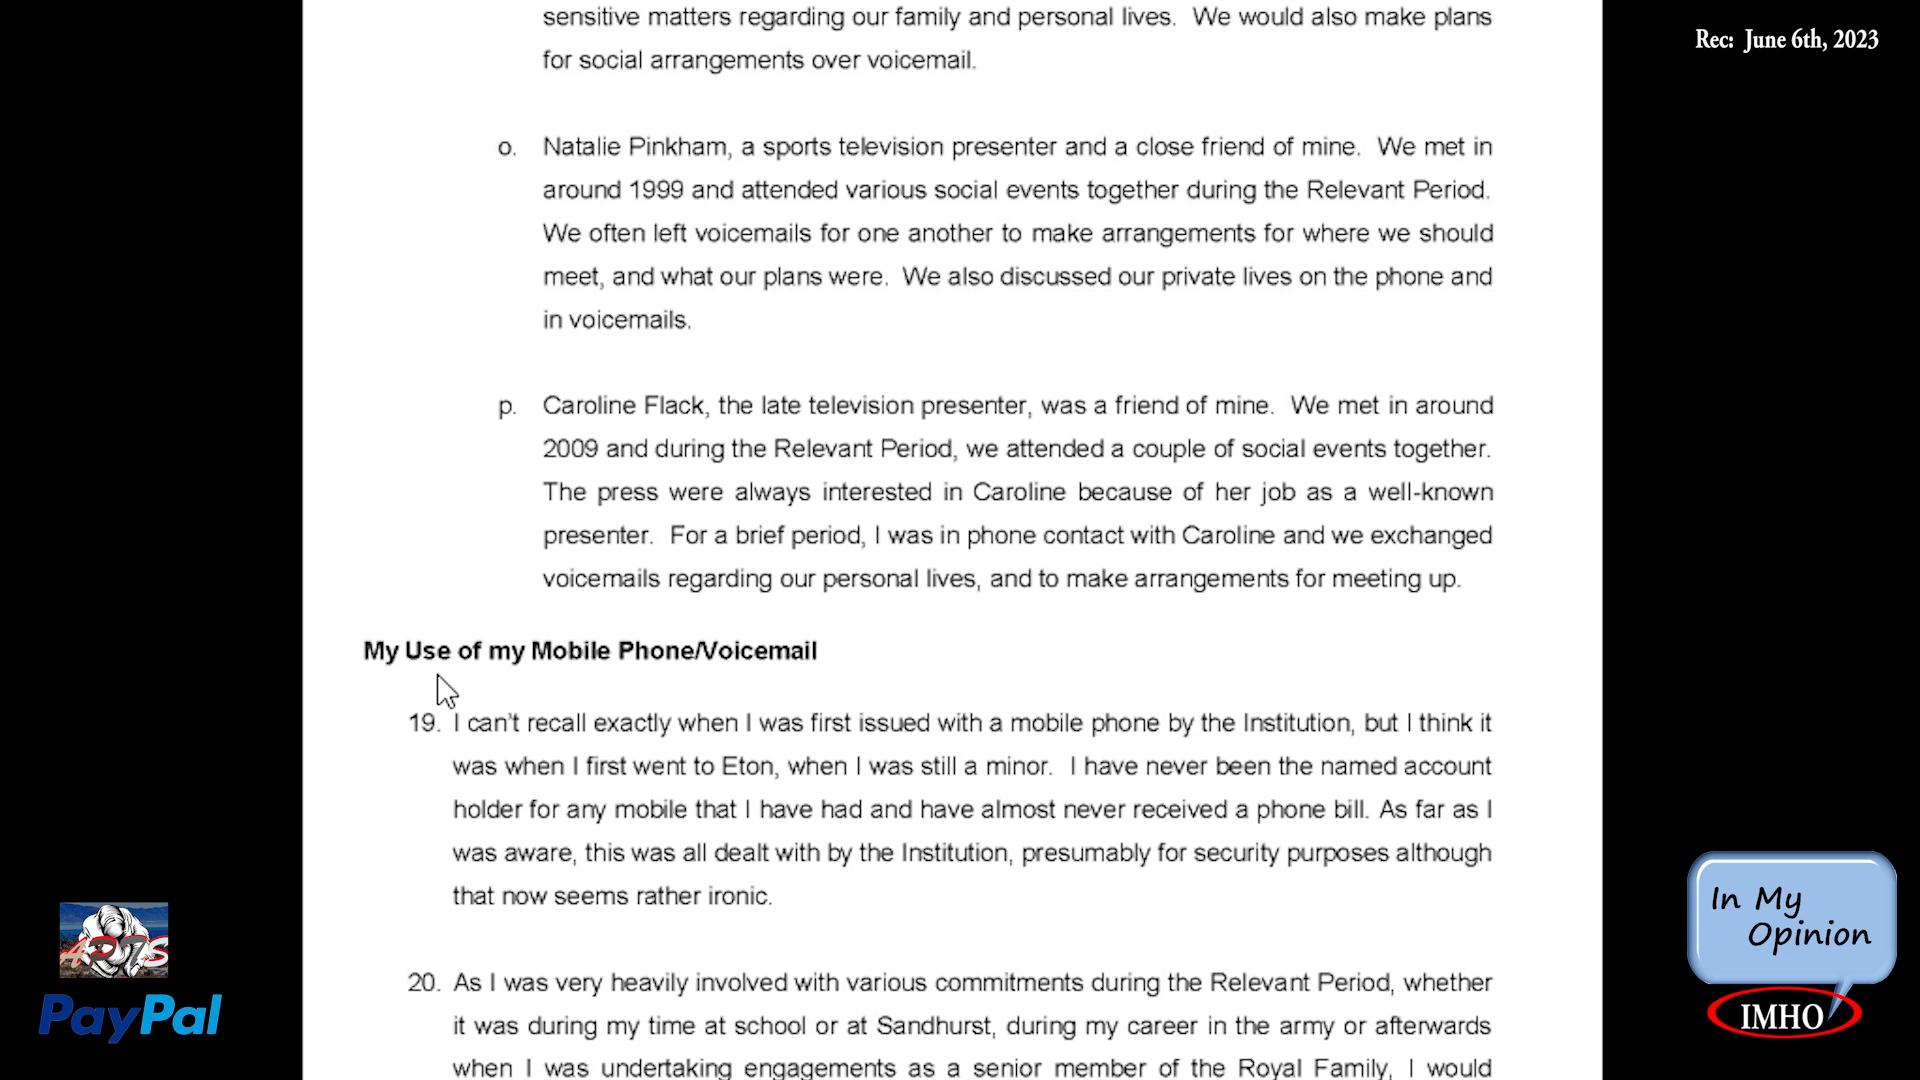 sensitive matters regarding our family and personal lives. We would also make plans
for social arrangements over voicemail.
Rec: June 6th, 2023
o. Natalie Pinkham, a sports television presenter and a close friend of mine. We met in
around 1999 and attended various social events together during the Relevant Period.
We often left voicemails for one another to make arrangements for where we should
meet, and what our plans were. We also discussed our private lives on the phone and
in voicemails.
p. Caroline Flack, the late television presenter, was a friend of mine. We met in around
2009 and during the Relevant Period, we attended a couple of social events together.
The press were always interested in Caroline because of her job as a well-known
presenter. For a brief period, I was in phone contact with Caroline and we exchanged
voicemails regarding our personal lives, and to make arrangements for meeting up.
My Use of my Mobile Phone/Voicemail
19. I can't recall exactly when I was first issued with a mobile phone by the Institution, but I think it
was when I first went to Eton, when I was still a minor. I have never been the named account
holder for any mobile that I have had and have almost never received a phone bill. As far as I
was aware, this was all dealt with by the Institution, presumably for security purposes although
that now seems rather ironic.
20. As I was very heavily involved with various commitments during the Relevant Period, whether
it was during my time at school or at Sandhurst, during my career in the army or afterwards
when I was undertaking engagements as a senior member of the Royal Family, I would
PayPal
In My
Opinion
IMHO